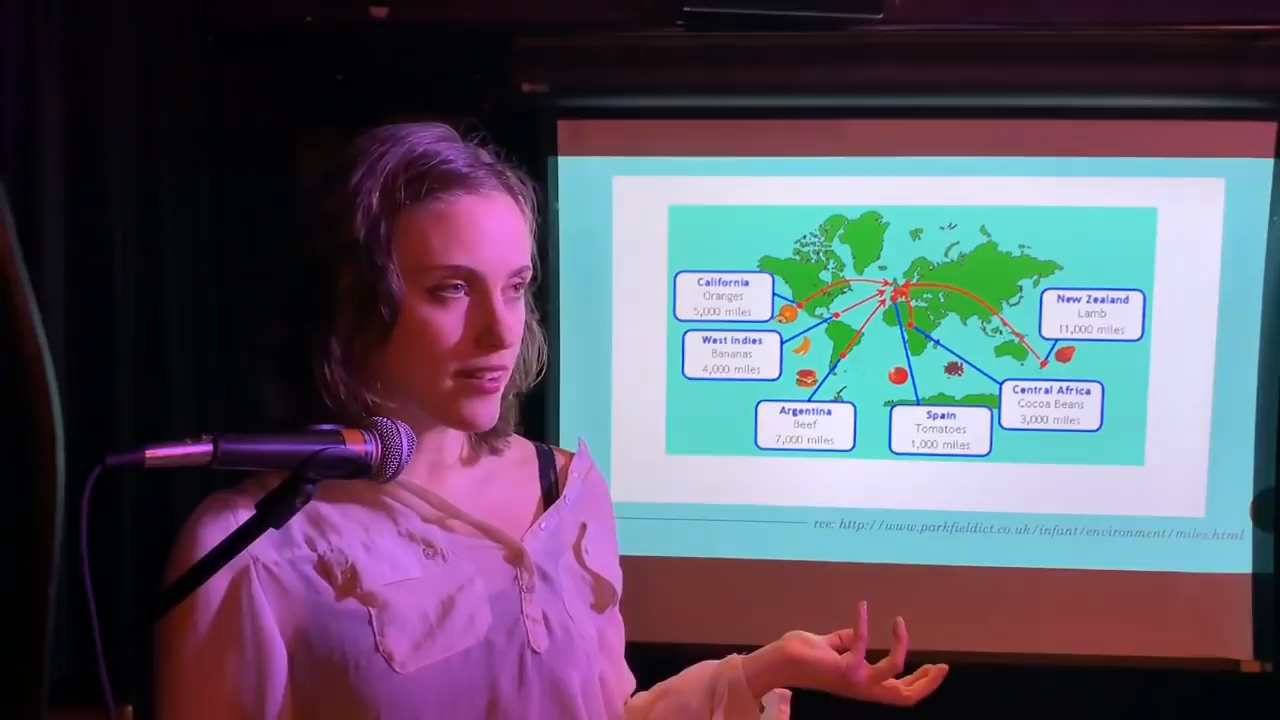 California
Oranges
5,000 miles
West Indies
Bananas
4,000 miles
Argentina
Beef
7,000 miles
Spain
Tomatoes
1,000 miles
Central Africa
Cocoa Beans
3,000 miles
New Zealand
Lamb
11,000 miles
rce: http://www.parkfieldict.co.uk/infant/environment/miles.html